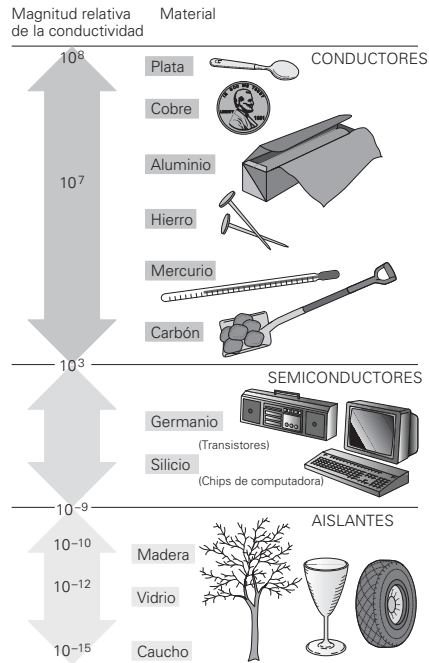 Magnitud relativa
de la conductividad
Material
10⁸
CONDUCTORES
Plata
Cobre
Aluminio
10⁷
Hierro
Mercurio
Carbón
10³
SEMICONDUCTORES
Germanio
(Transistores)
Silicio
(Chips de computadora)
10⁻⁹
AISLANTES
10⁻¹⁰
Madera
10⁻¹²
Vidrio
10⁻¹⁵
Caucho